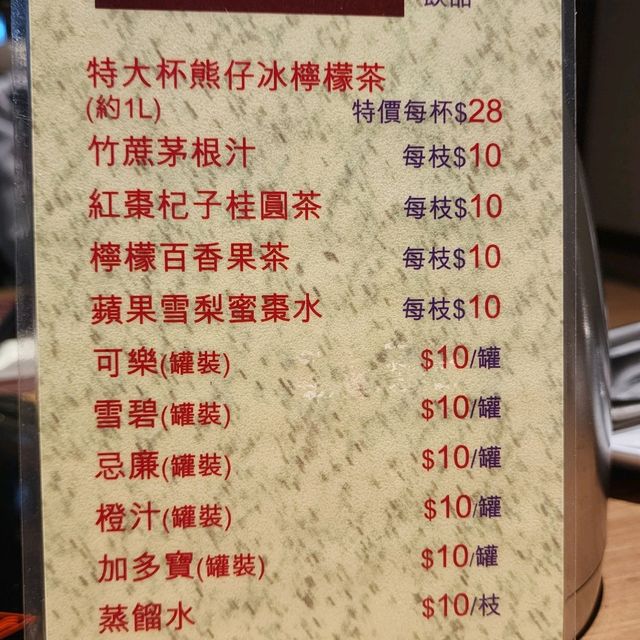 飲品
特大杯熊仔冰檸檬茶
(約1L) 特價每杯$28
竹蔗茅根汁 每枝$10
紅棗杞子桂圓茶 每枝$10
檸檬百香果茶 每枝$10
蘋果雪梨蜜棗水 每枝$10
可樂(罐裝) $10/罐
雪碧(罐裝) $10/罐
忌廉(罐裝) $10/罐
橙汁(罐裝) $10/罐
加多寶(罐裝) $10/罐
蒸餾水 $10/枝